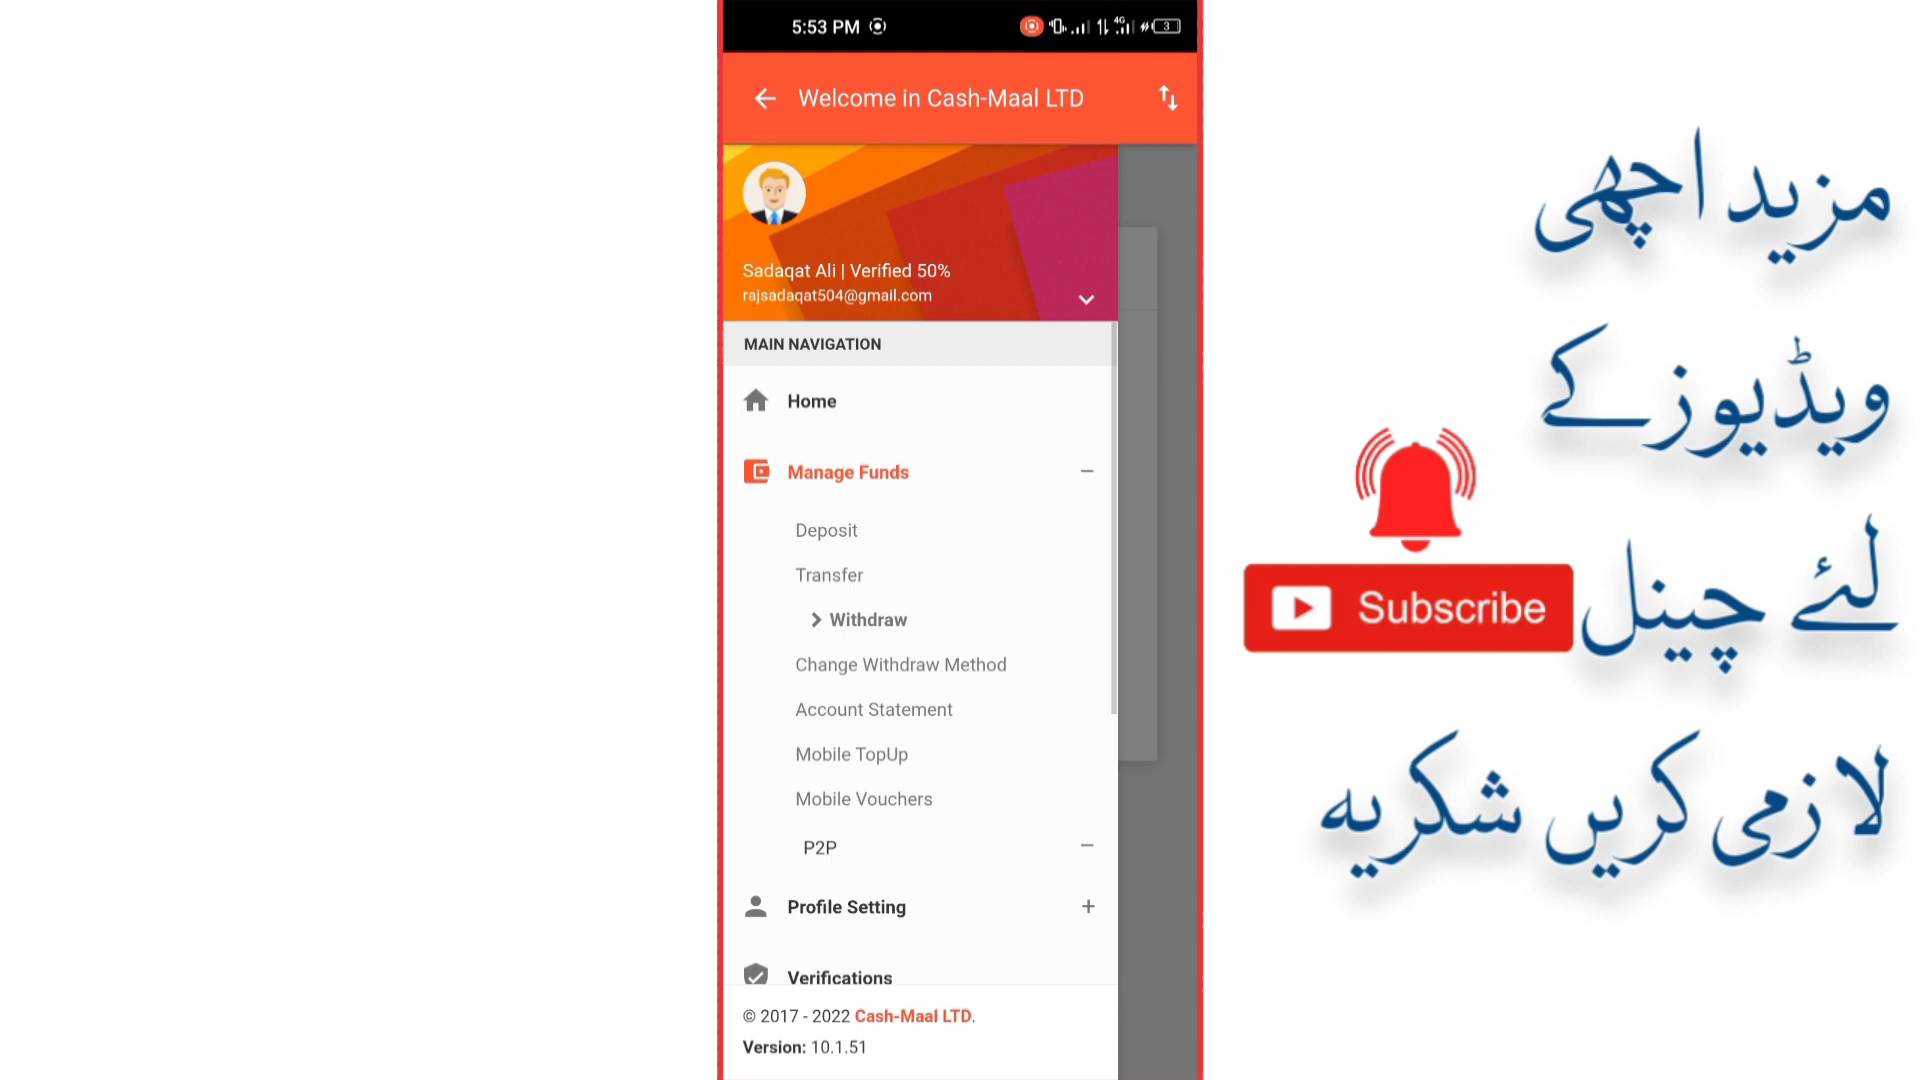 5:53 PM
4G
3
Welcome in Cash-Maal LTD
Sadaqat Ali | Verified 50%
rajsadaqat504@gmail.com
MAIN NAVIGATION
Home
Manage Funds
Deposit
Transfer
Withdraw
Change Withdraw Method
Account Statement
Mobile TopUp
Mobile Vouchers
P2P
Profile Setting
Verifications
© 2017 - 2022 Cash-Maal LTD.
Version: 10.1.51
مزید اچھی
ویڈیوز کے
لئے چینل
Subscribe
لازمی کریں شکریہ